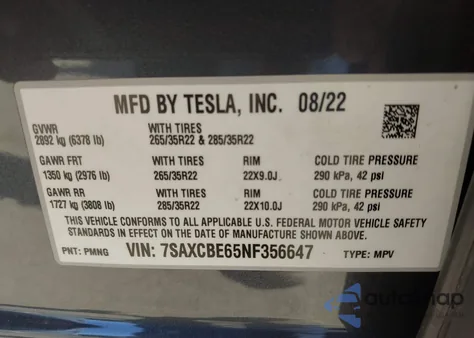 MFD BY TESLA, INC. 08/22
GVWR WITH TIRES
2892 kg (6378 lb) 265/35R22 & 285/35R22
GAWR FRT WITH TIRES RIM COLD TIRE PRESSURE
1350 kg (2976 lb) 265/35R22 22X9.0J 290 kPa, 42 psi
GAWR RR WITH TIRES RIM COLD TIRE PRESSURE
1727 kg (3808 lb) 285/35R22 22X10.0J 290 kPa, 42 psi
THIS VEHICLE CONFORMS TO ALL APPLICABLE U.S. FEDERAL MOTOR VEHICLE SAFETY
STANDARDS IN EFFECT ON THE DATE OF MANUFACTURE SHOWN ABOVE.
PNT: PMNG VIN: 7SAXCBE65NF356647 TYPE: MPV